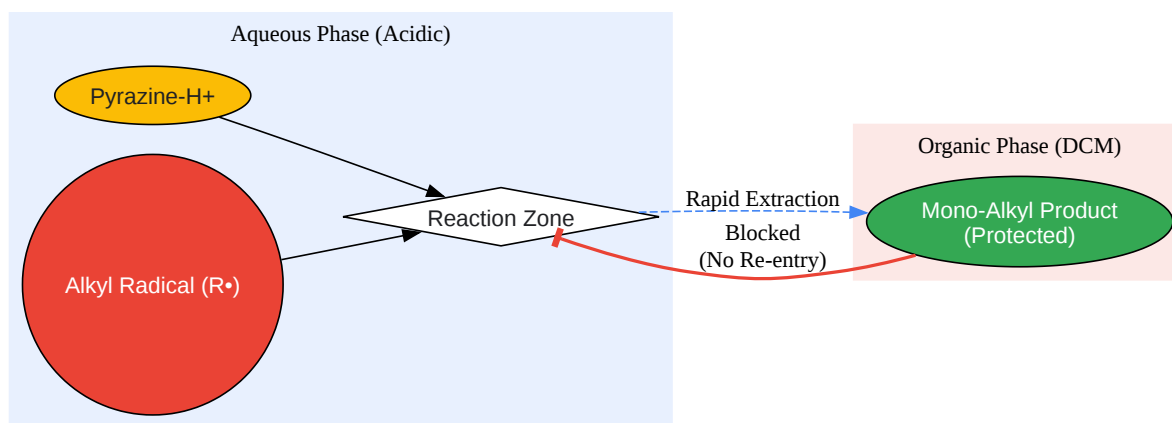 Aqueous Phase (Acidic)
Pyrazine-H+
Alkyl Radical (R•)
Reaction Zone
Rapid Extraction
Blocked
(No Re-entry)
Organic Phase (DCM)
Mono-Alkyl Product
(Protected)